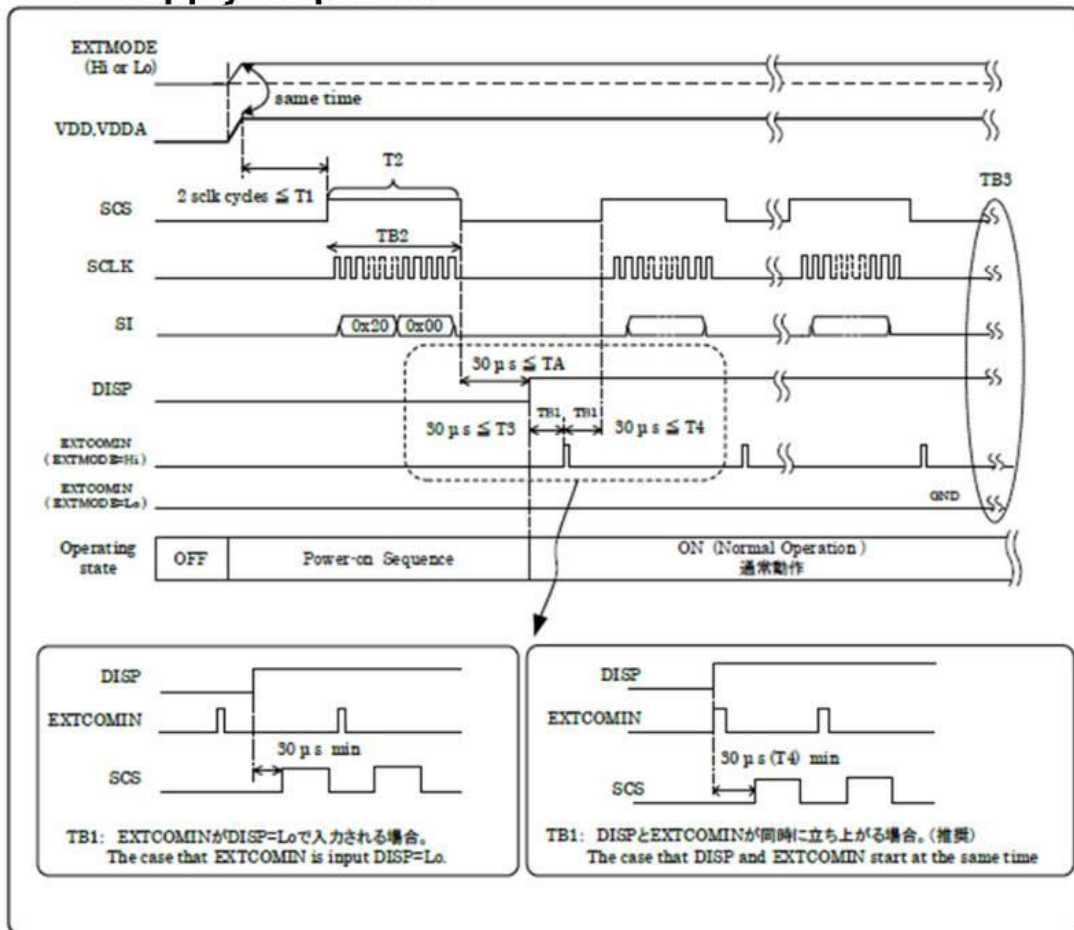 EXTMODE
(Hi or Lo)
same time
VDD,VDDA
T2
2 sclk cycles ≦ T1
TB3
SCS
TB2
SCLK
SI
0x20
0x00
30 μs ≦ TA
DISP
TB1
TB1
30 μs ≦ T3
30 μs ≦ T4
EXTCOMIN
(EXTMODE=Hi)
EXTCOMIN
(EXTMODE=Lo)
GND
Operating
state
OFF
Power-on Sequence
ON (Normal Operation)
通常動作
DISP
EXTCOMIN
30 μs min
SCS
TB1: EXTCOMINがDISP=Loで入力される場合。
The case that EXTCOMIN is input DISP=Lo.
DISP
EXTCOMIN
30 μs (T4) min
SCS
TB1: DISPとEXTCOMINが同時に立ち上がる場合。(推奨)
The case that DISP and EXTCOMIN start at the same time